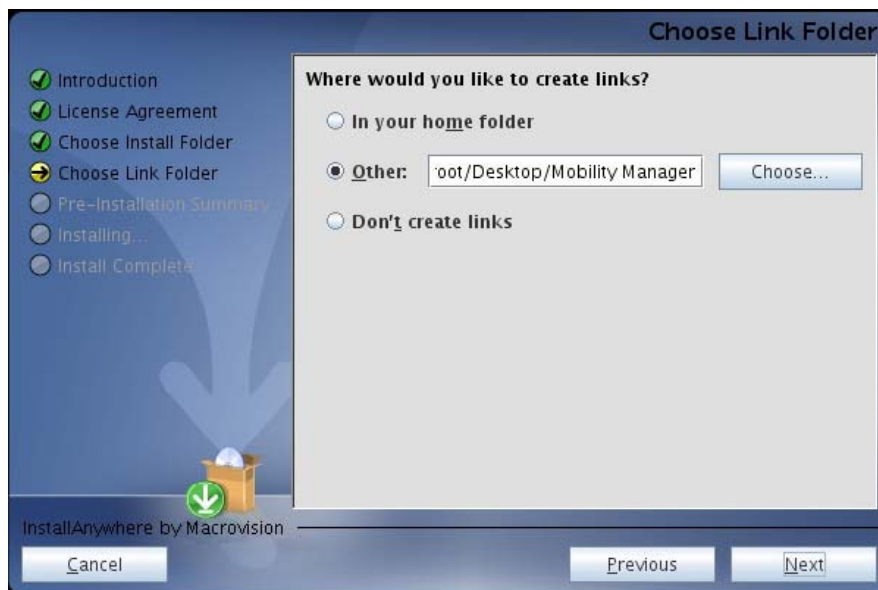 Choose Link Folder
Introduction
License Agreement
Choose Install Folder
Choose Link Folder
Pre-Installation Summary
Installing...
Install Complete
Where would you like to create links?
In your home folder
Other: oot/Desktop/Mobility Manager Choose...
Don't create links
InstallAnywhere by Macrovision
Cancel Previous Next